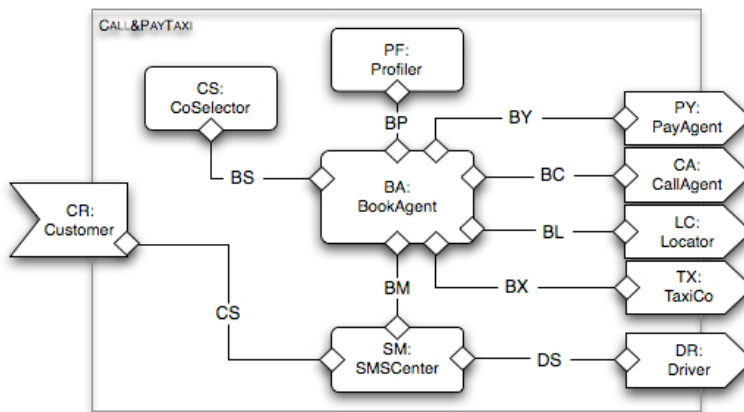 CALL&PAYTAXI
PF:
Profiler
CS:
CoSelector
BP
BY
PY:
PayAgent
BS
BA:
BookAgent
BC
CA:
CallAgent
CR:
Customer
BL
LC:
Locator
BM
BX
TX:
TaxiCo
CS
SM:
SMSCenter
DS
DR:
Driver